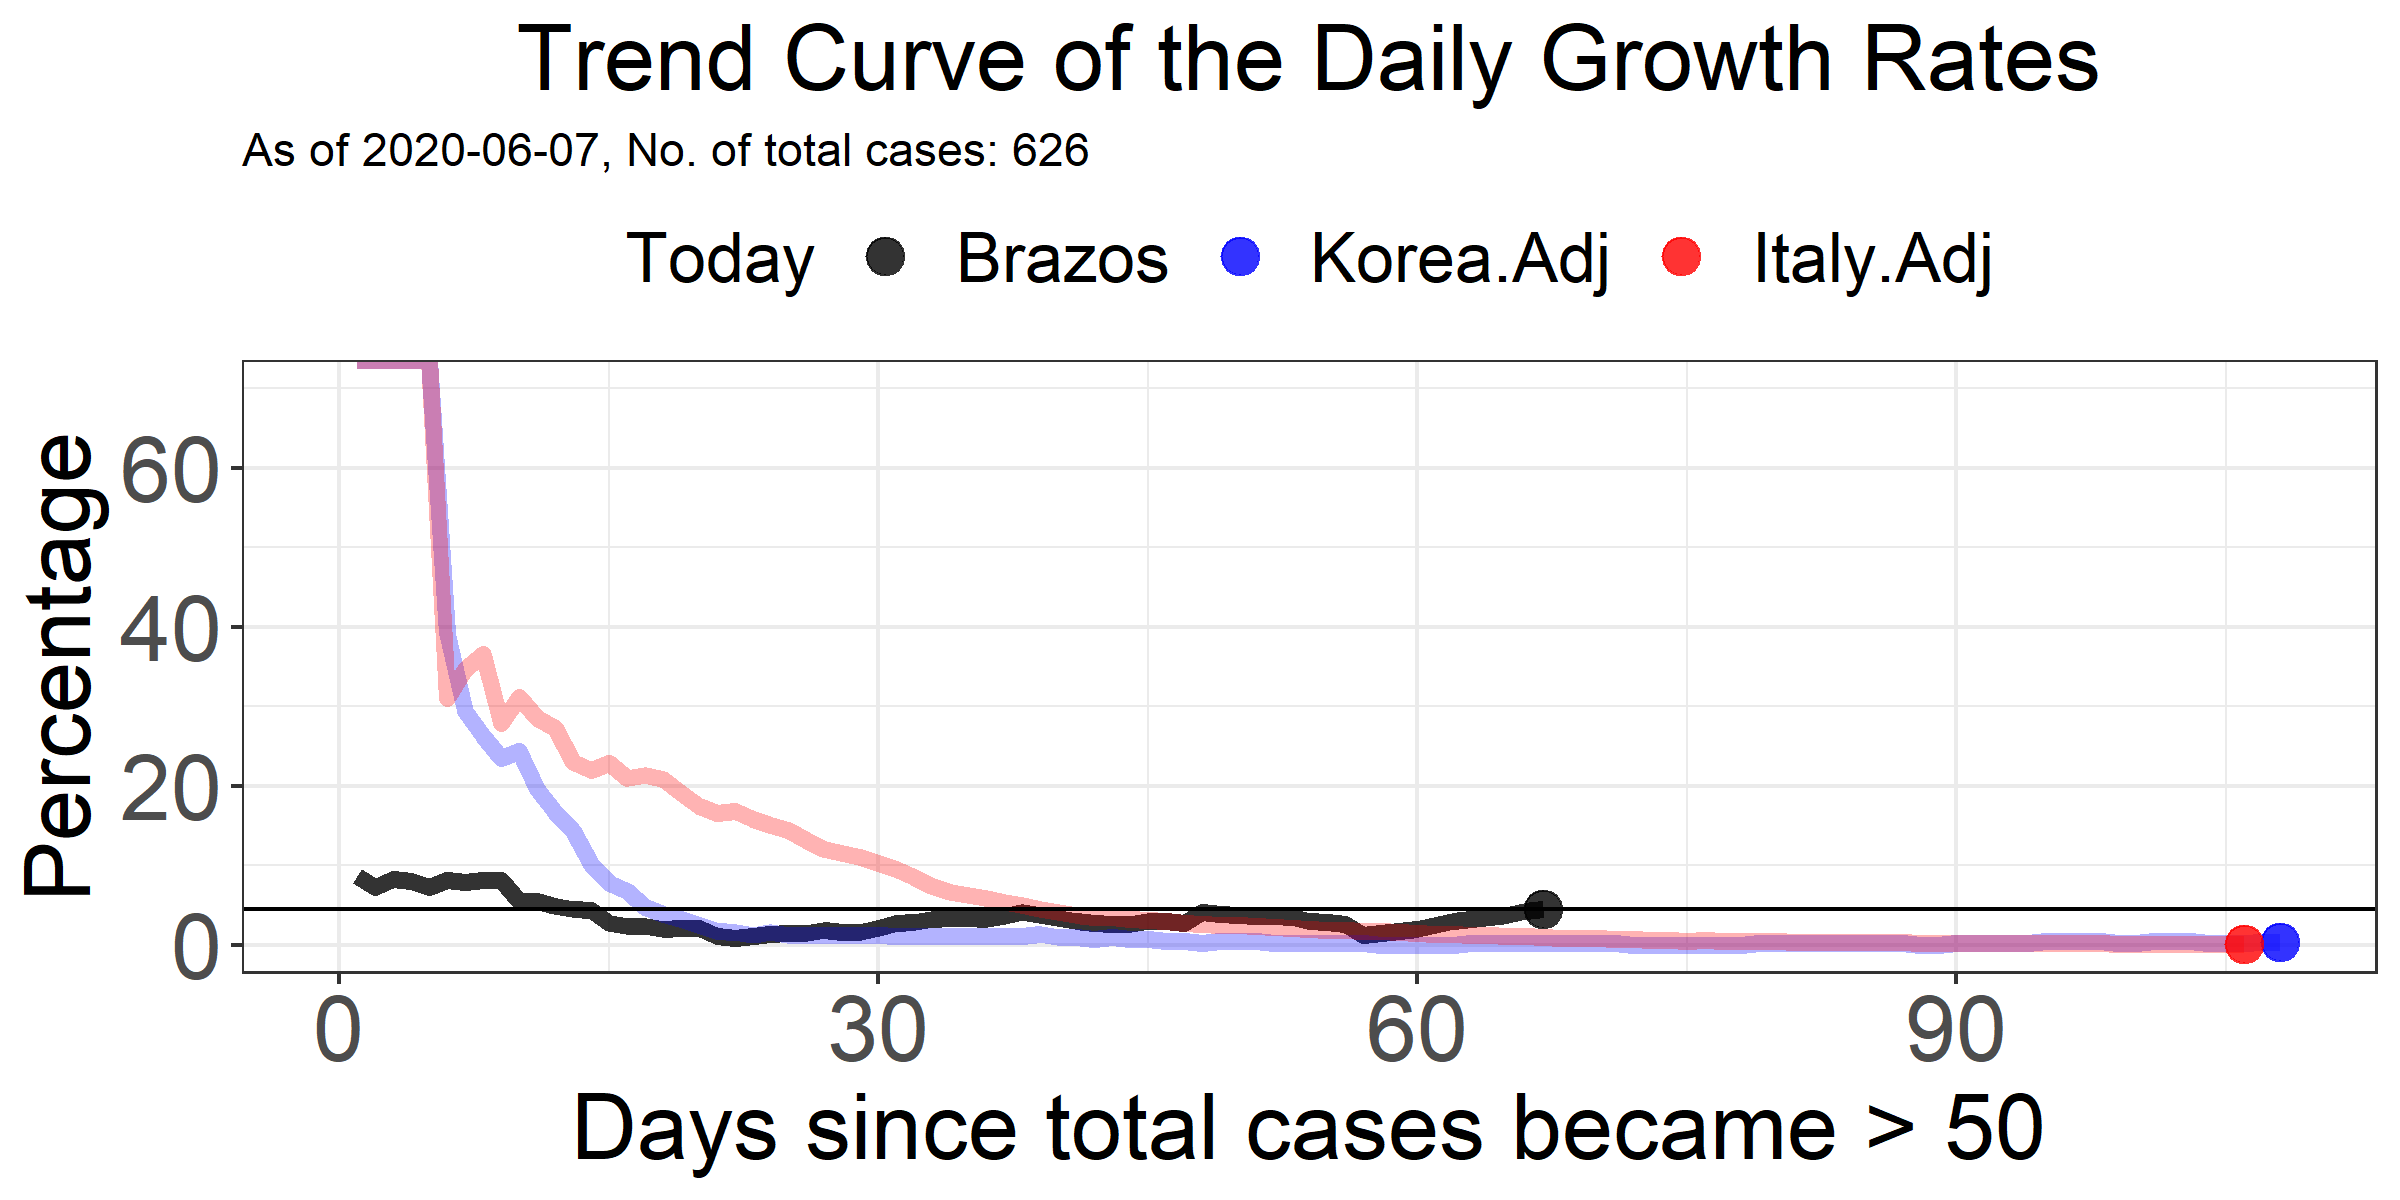 Trend Curve of the Daily Growth Rates
As of 2020-06-07, No. of total cases: 626
Today Brazos Korea.Adj Italy.Adj
Percentage
60
40
20
0
0 30 60 90
Days since total cases became > 50